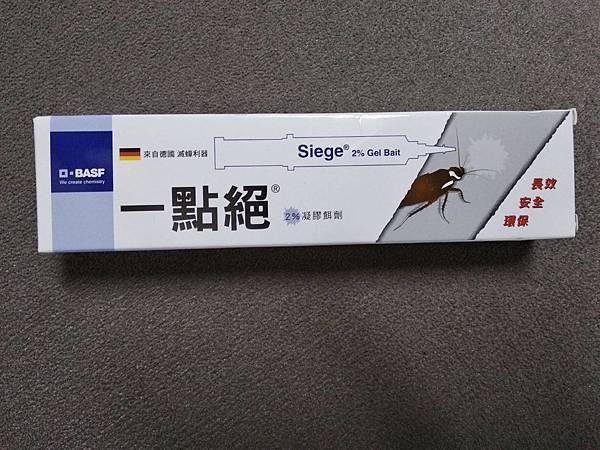 BASF
We create chemistry
來自德國 滅蟑利器
Siege® 2% Gel Bait
一點絕®
2%凝膠餌劑
長效
安全
環保